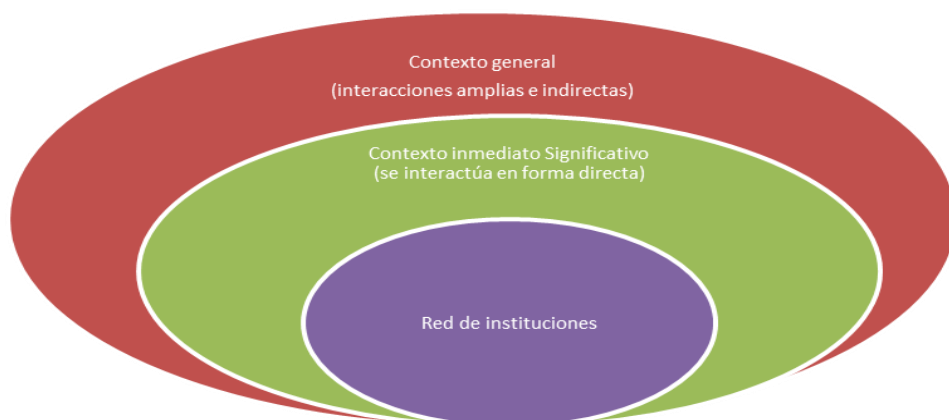 Contexto general
(interacciones amplias e indirectas)
Contexto inmediato Significativo
(se interactúa en forma directa)
Red de instituciones